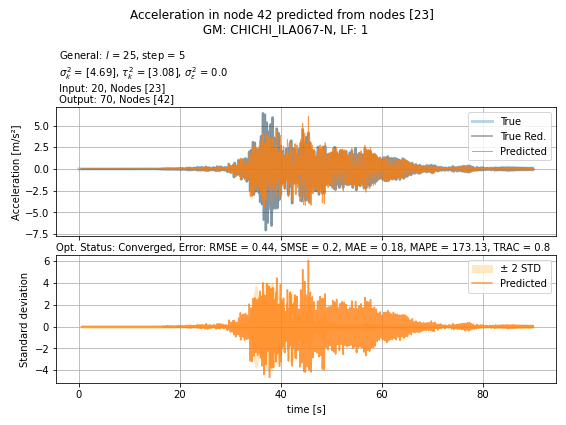 Acceleration in node 42 predicted from nodes [23]
GM: CHICHI_ILA067-N, LF: 1
General: l = 25, step = 5
σ²ₖ = [4.69], τ²ₖ = [3.08], σ²ε = 0.0
Input: 20, Nodes [23]
Output: 70, Nodes [42]
Acceleration [m/s²]
5.0
2.5
0.0
−2.5
−5.0
−7.5
True
True Red.
Predicted
Opt. Status: Converged, Error: RMSE = 0.44, SMSE = 0.2, MAE = 0.18, MAPE = 173.13, TRAC = 0.8
Standard deviation
6
4
2
0
−2
−4
± 2 STD
Predicted
0
20
40
60
80
time [s]